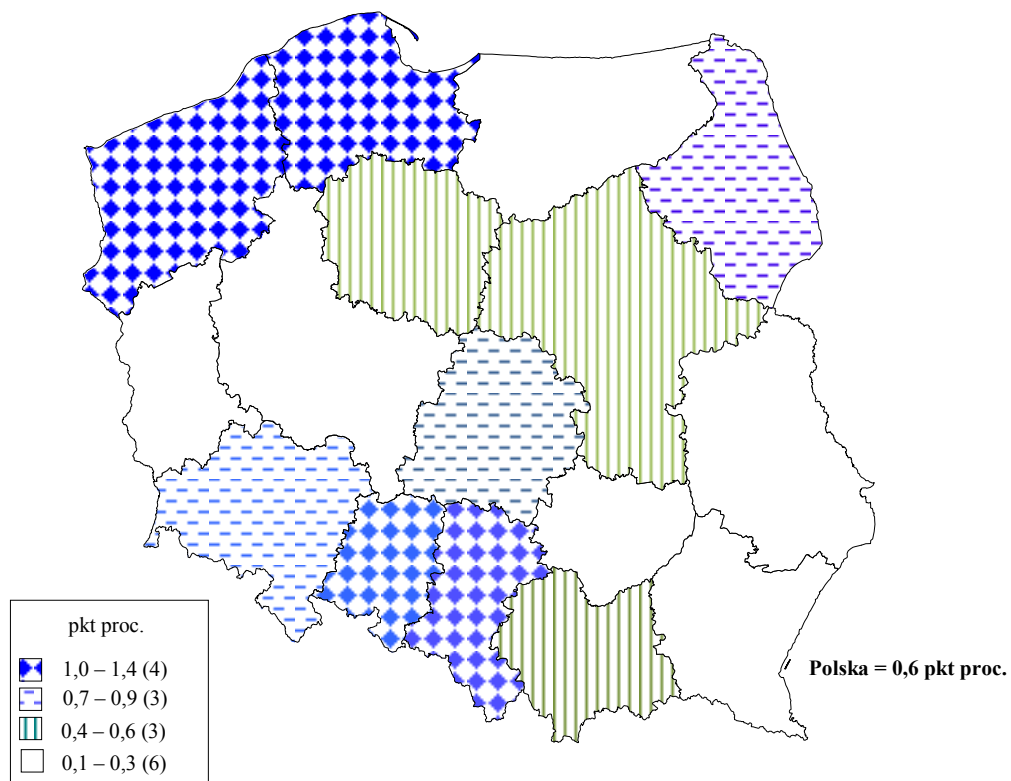 pkt proc.
1,0 – 1,4 (4)
0,7 – 0,9 (3)
0,4 – 0,6 (3)
0,1 – 0,3 (6)
Polska = 0,6 pkt proc.